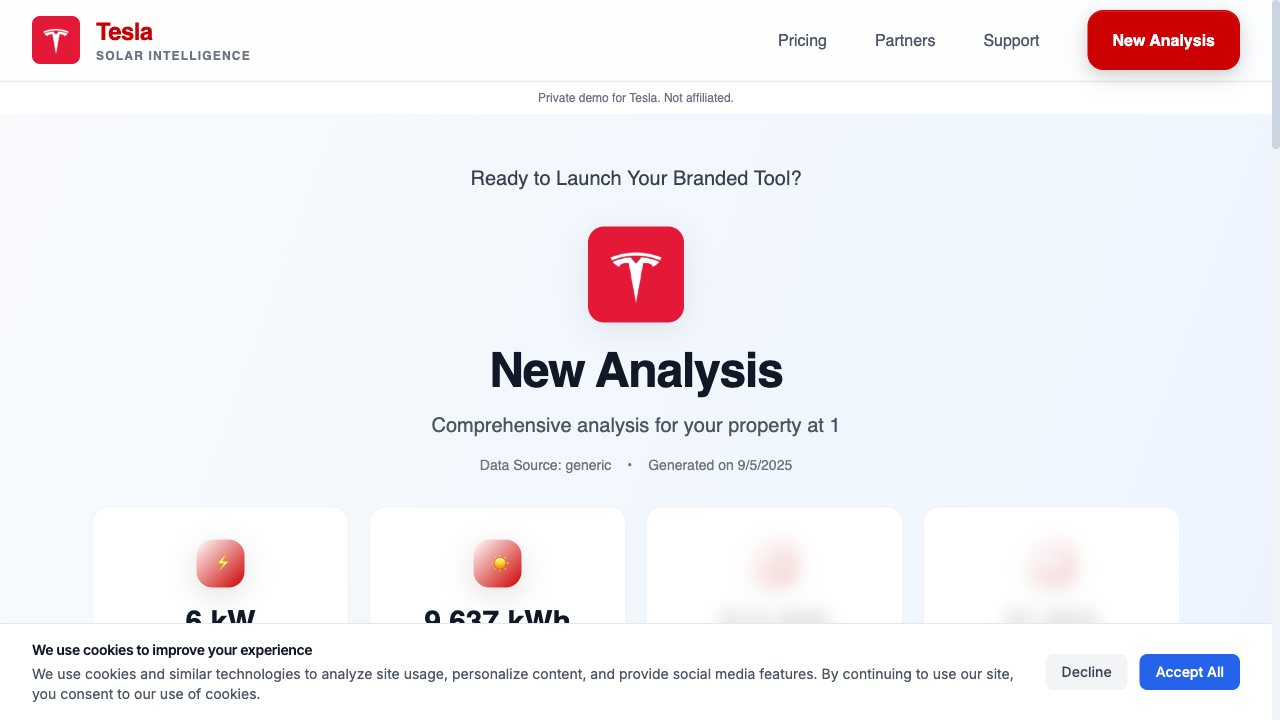 Tesla
SOLAR INTELLIGENCE
Pricing
Partners
Support
New Analysis
Private demo for Tesla. Not affiliated.
Ready to Launch Your Branded Tool?
New Analysis
Comprehensive analysis for your property at 1
Data Source: generic • Generated on 9/5/2025
6 kW
9,637 kWh
We use cookies to improve your experience
We use cookies and similar technologies to analyze site usage, personalize content, and provide social media features. By continuing to use our site,
you consent to our use of cookies.
Decline
Accept All